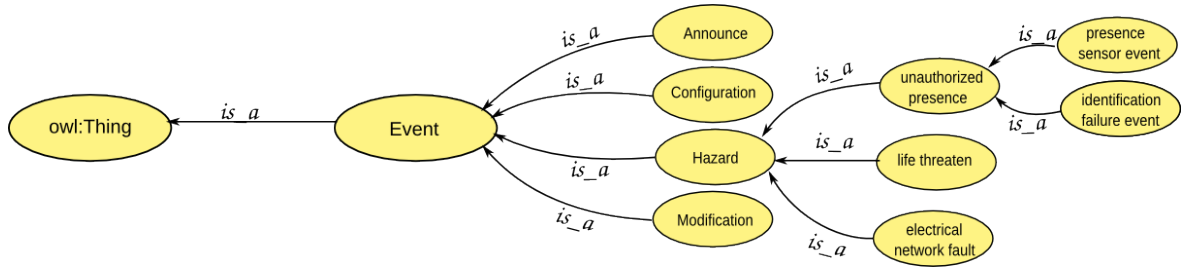 owl:Thing
is_a
Event
is_a
Announce
is_a
Configuration
is_a
Hazard
is_a
Modification
is_a
unauthorized
presence
is_a
life threaten
is_a
electrical
network fault
is_a
presence
sensor event
is_a
identification
failure event